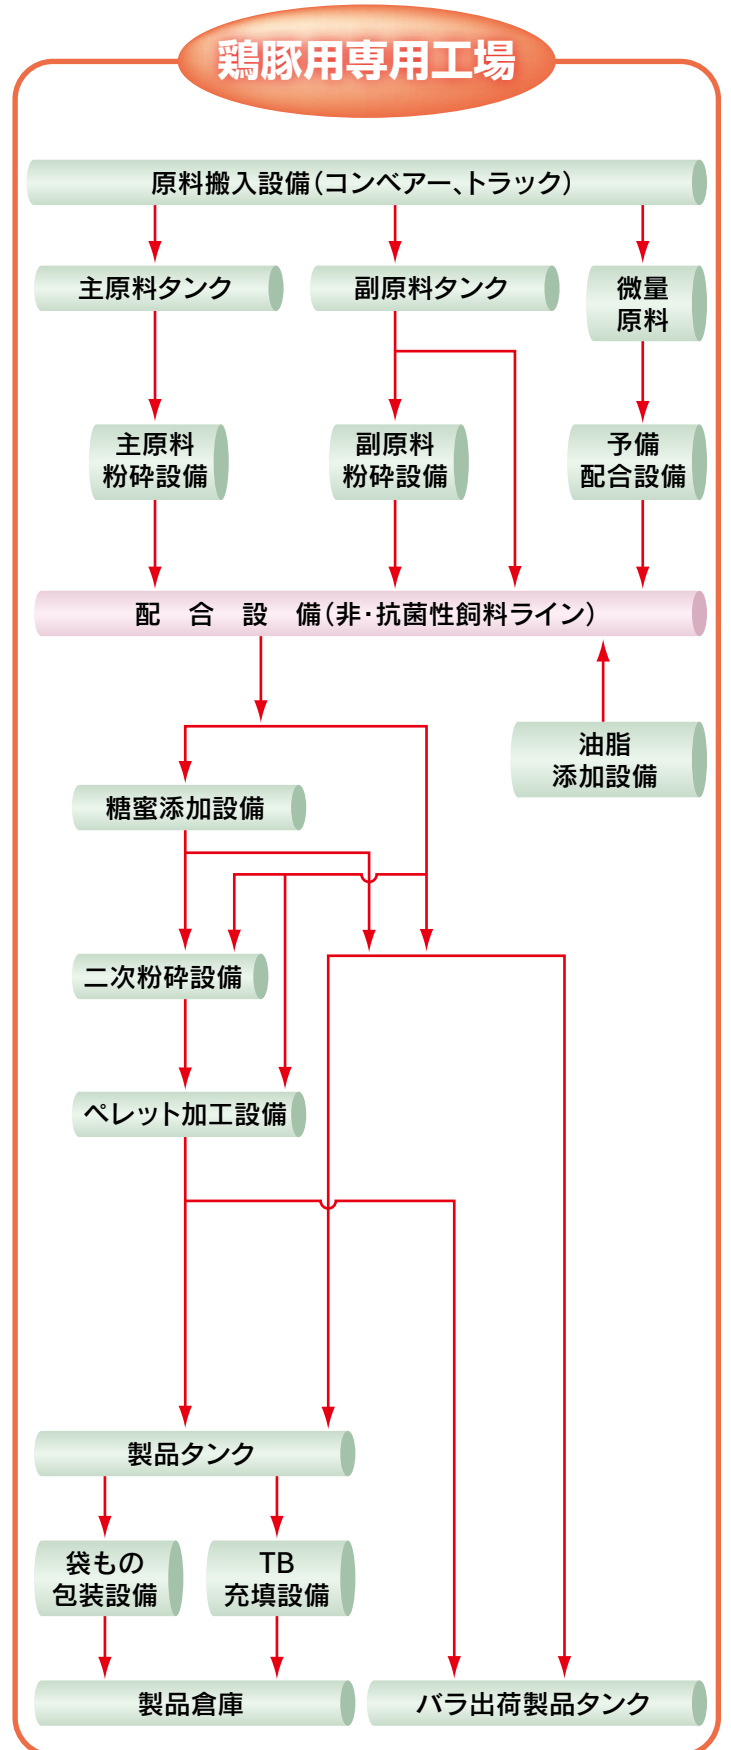 鶏豚用専用工場
原料搬入設備(コンベアー、トラック)
主原料タンク
副原料タンク
微量
原料
主原料
粉砕設備
副原料
粉砕設備
予備
配合設備
配 合 設 備(非・抗菌性飼料ライン)
油脂
添加設備
糖蜜添加設備
二次粉砕設備
ペレット加工設備
製品タンク
袋もの
包装設備
TB
充填設備
製品倉庫
バラ出荷製品タンク